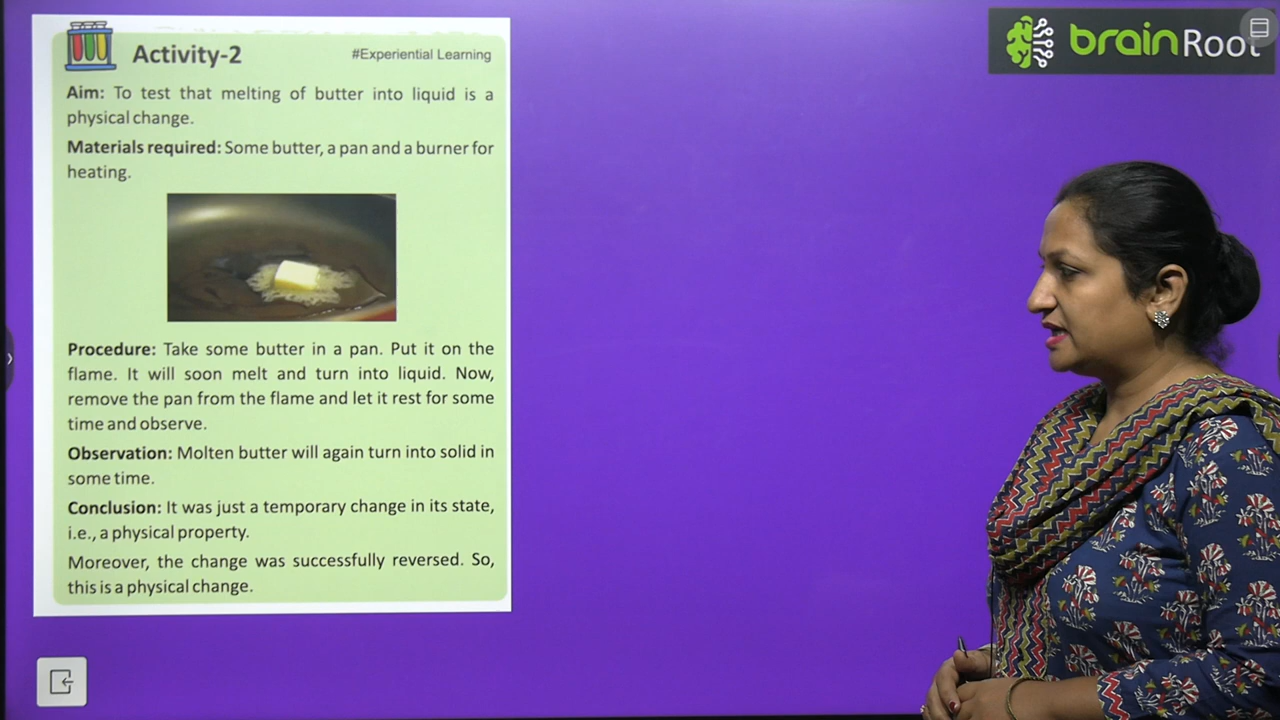 Activity-2
#Experiential Learning
Aim: To test that melting of butter into liquid is a
physical change.
Materials required: Some butter, a pan and a burner for
heating.
Procedure: Take some butter in a pan. Put it on the
flame. It will soon melt and turn into liquid. Now,
remove the pan from the flame and let it rest for some
time and observe.
Observation: Molten butter will again turn into solid in
some time.
Conclusion: It was just a temporary change in its state,
i.e., a physical property.
Moreover, the change was successfully reversed. So,
this is a physical change.
brainRoot